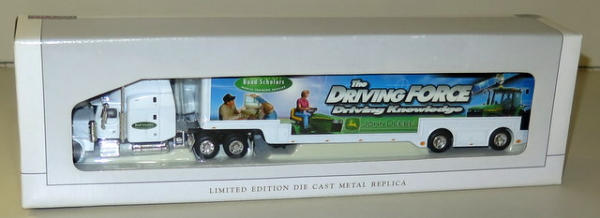 Road Scholars
The
DRIVING FORCE
Driving Knowledge
JOHN DEERE
LIMITED EDITION DIE CAST METAL REPLICA